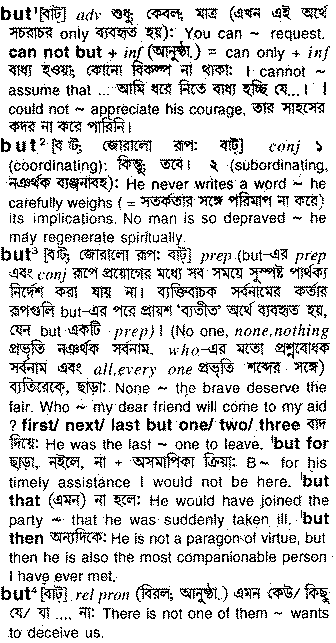 but¹ [বাট্] adv শুধু, কেবল, মাত্র (এখন এই অর্থে
সচরাচর only ব্যবহৃত হয়): You can ~ request.
can not but + inf (আনুষ্ঠা.) = can only + inf
বাধ্য হওয়া; কোনো বিকল্প না থাকা: I cannot ~
assume that ... আমি ধরে নিতে বাধ্য হচ্ছি যে...। I
could not ~ appreciate his courage, তার সাহসের
কদর না করে পারিনি।
but² [বাট্; জোরালো রূপ: বাট্] conj ১
(coordinating): কিন্তু, তবে। ২ (subordinating,
নঞর্থক ব্যঞ্জনাবহ): He never writes a word ~ he
carefully weighs ( = সতর্কতার সঙ্গে পরিমাপ না করে)
its implications. No man is so depraved ~ he
may regenerate spiritually.
but³ [বাট্; জোরালো রূপ: বাট্] prep (but-এর prep
এবং conj রূপে প্রয়োগের মধ্যে সব সময়ে সুস্পষ্ট পার্থক্য
নির্দেশ করা যায় না। ব্যক্তিবাচক সর্বনামের কর্তার
রূপগুলি but-এর পরে প্রায়শ 'ব্যতীত' অর্থে ব্যবহৃত হয়,
যেন but একটি prep)। (No one, none, nothing
প্রভৃতি নঞর্থক সর্বনাম, who-এর মতো প্রশ্নবোধক
সর্বনাম এবং all, every one প্রভৃতি শব্দের সঙ্গে)
ব্যতিরেকে, ছাড়া: None ~ the brave deserve the
fair. Who ~ my dear friend will come to my aid
? first/ next/ last but one/ two/ three বাদ
দিয়ে: He was the last ~ one to leave. ˈbut for
ছাড়া, নইলে, না + অসমাপিকা ক্রিয়া: B~ for his
timely assistance I would not be here. ˈbut
that (এমন) না হলে: He would have joined the
party ~ that he was suddenly taken ill. ˈbut
then অন্যদিকে: He is not a paragon of virtue, but
then he is also the most companionable person
I have ever met.
but⁴ [বাট্] rel pron (বিরল; আনুষ্ঠা.) এমন কেউ/ কিছু
যে/ যা .... না: There is not one of them ~ wants
to deceive us.